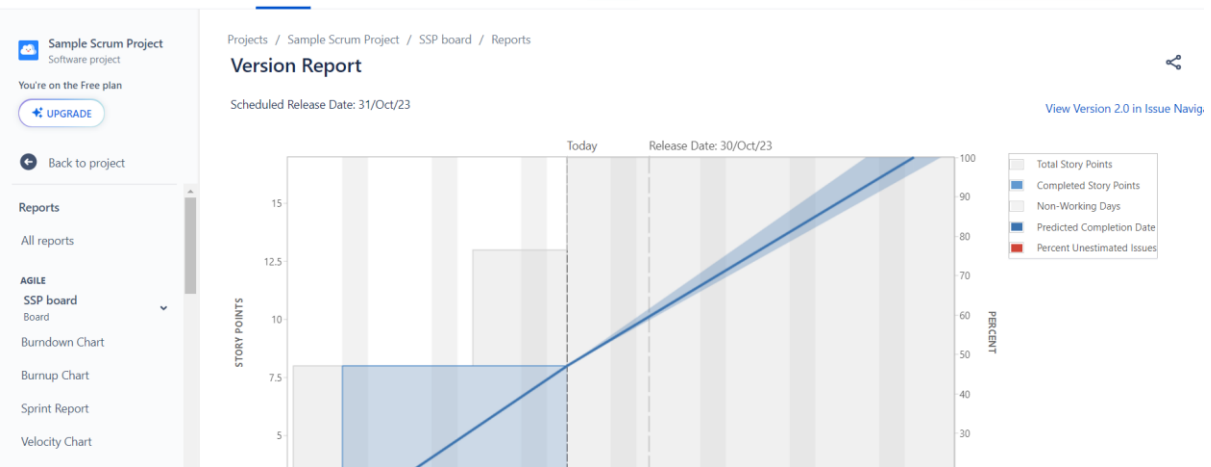 Sample Scrum Project
Software project
You're on the Free plan
UPGRADE
Back to project
Reports
All reports
AGILE
SSP board
Board
Burndown Chart
Burnup Chart
Sprint Report
Velocity Chart
Projects / Sample Scrum Project / SSP board / Reports
Version Report
Scheduled Release Date: 31/Oct/23
View Version 2.0 in Issue Naviga
Today
Release Date: 30/Oct/23
STORY POINTS
15
12.5
10
7.5
5
100
90
80
70
60
50
40
30
PERCENT
Total Story Points
Completed Story Points
Non-Working Days
Predicted Completion Date
Percent Unestimated Issues